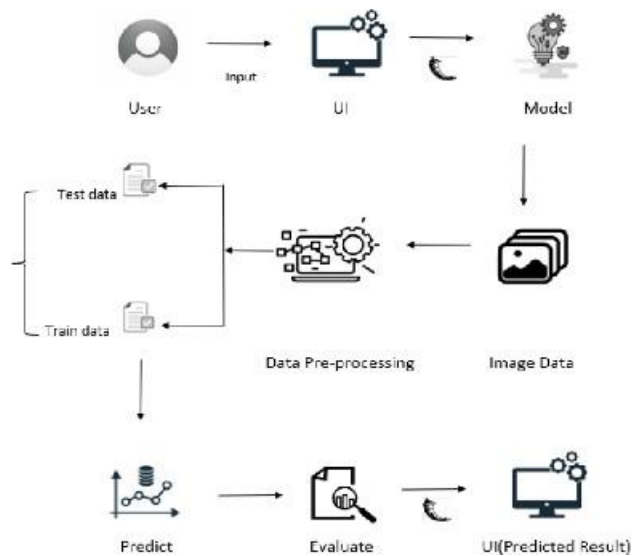 Input
User
UI
Model
Test data
Train data
Data Pre-processing
Image Data
Predict
Evaluate
UI(Predicted Result)